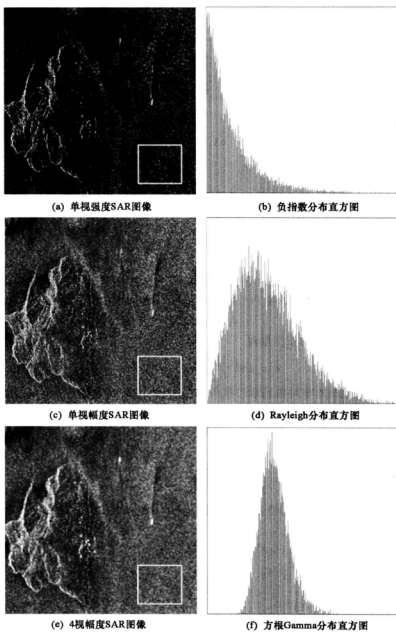 (a) 单视强度SAR图像
(b) 负指数分布直方图
(c) 单视幅度SAR图像
(d) Rayleigh分布直方图
(e) 4视幅度SAR图像
(f) 方根Gamma分布直方图